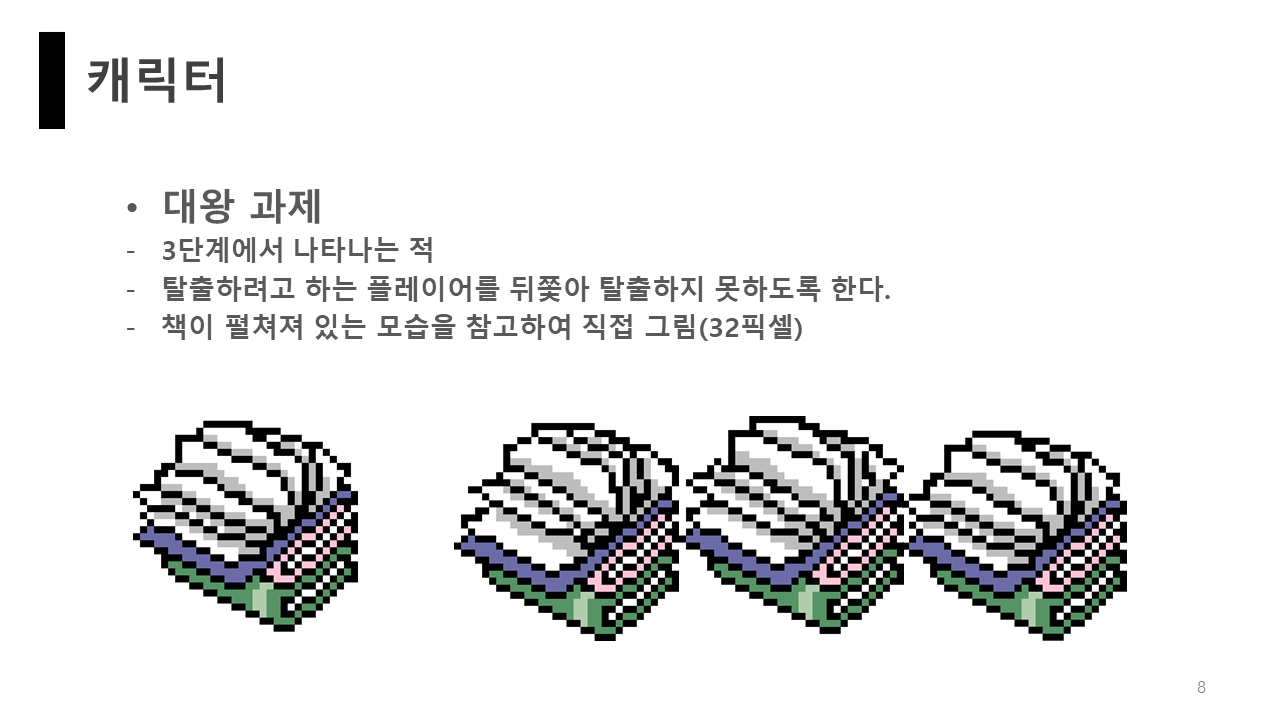 캐릭터
• 대왕 과제
- 3단계에서 나타나는 적
- 탈출하려고 하는 플레이어를 뒤쫓아 탈출하지 못하도록 한다.
- 책이 펼쳐져 있는 모습을 참고하여 직접 그림(32픽셀)
8